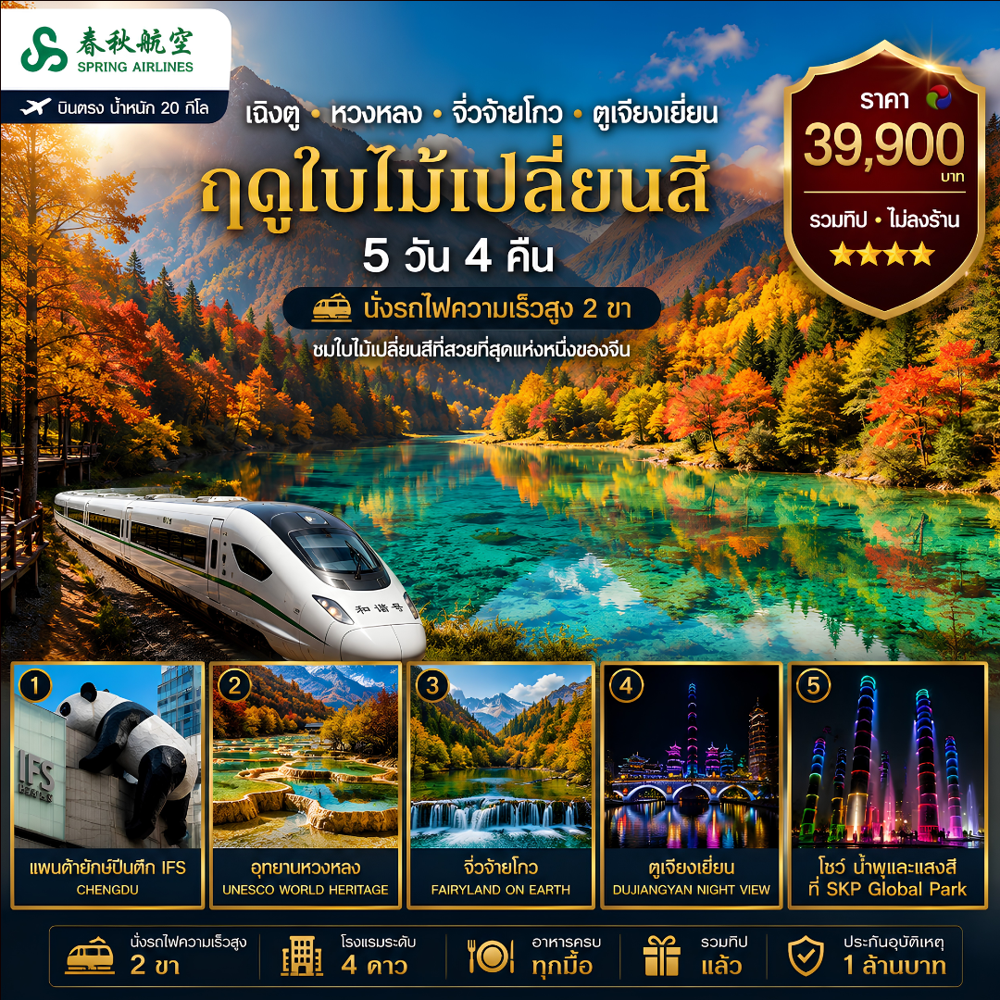 春秋航空
SPRING AIRLINES
บินตรง น้ำหนัก 20 กิโล
เฉิงตู • หวงหลง • จิ่วจ้ายโกว • ตูเจียงเยี่ยน
ฤดูใบไม้เปลี่ยนสี
5 วัน 4 คืน
นั่งรถไฟความเร็วสูง 2 ขา
ชมใบไม้เปลี่ยนสีที่สวยที่สุดแห่งหนึ่งของจีน
ราคา
39,900
บาท
รวมทิป • ไม่ลงร้าน
和谐号
1
IFS
แพนด้ายักษ์ปีนตึก IFS
CHENGDU
2
อุทยานหวงหลง
UNESCO WORLD HERITAGE
3
จิ่วจ้ายโกว
FAIRYLAND ON EARTH
4
ตูเจียงเยี่ยน
DUJIANGYAN NIGHT VIEW
5
โชว์ น้ำพุและแสงสี
ที่ SKP Global Park
นั่งรถไฟความเร็วสูง
2 ขา
โรงแรมระดับ
4 ดาว
อาหารครบ
ทุกมื้อ
รวมทิป
แล้ว
ประกันอุบัติเหตุ
1 ล้านบาท